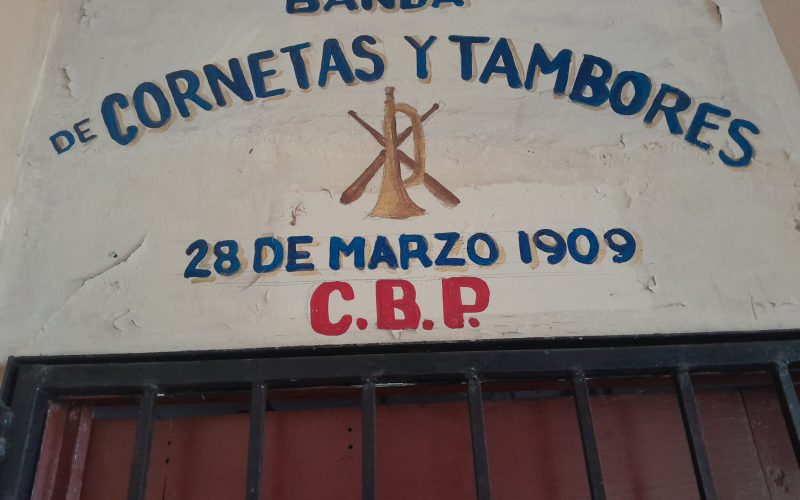 BANDA
DE CORNETAS Y TAMBORES
28 DE MARZO 1909
C.B.P.